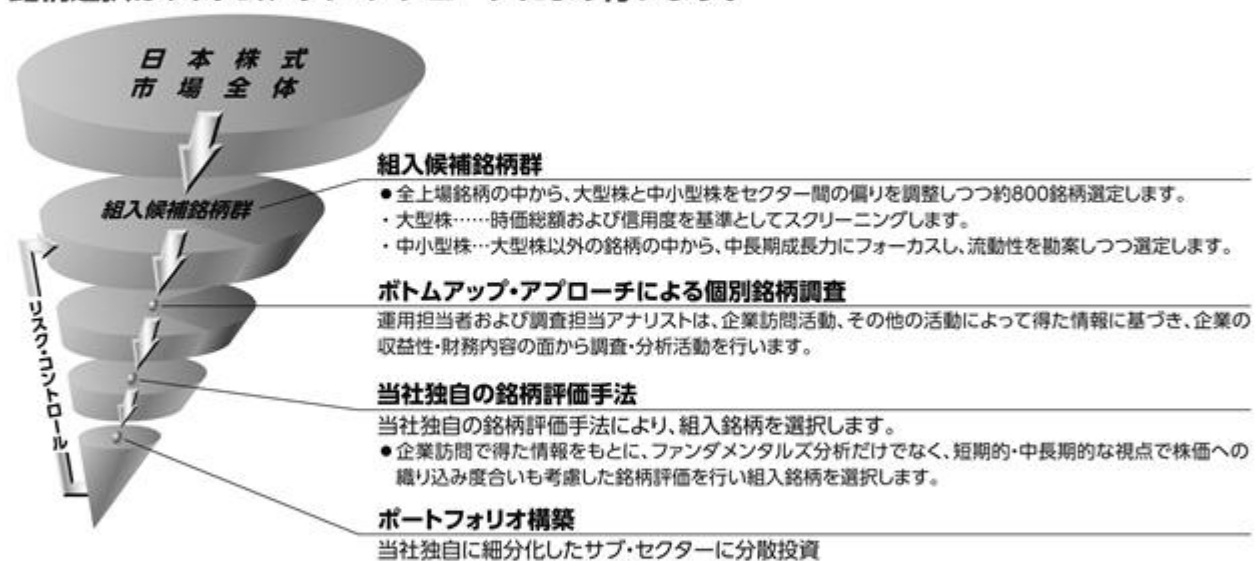 日本株式
市場全体
組入候補銘柄群
組入候補銘柄群
●全上場銘柄の中から、大型株と中小型株をセクター間の偏りを調整しつつ約800銘柄選定します。
・大型株……時価総額および信用度を基準としてスクリーニングします。
・中小型株…大型株以外の銘柄の中から、中長期成長力にフォーカスし、流動性を勘案しつつ選定します。
リスク・コントロール
ボトムアップ・アプローチによる個別銘柄調査
運用担当者および調査担当アナリストは、企業訪問活動、その他の活動によって得た情報に基づき、企業の
収益性・財務内容の面から調査・分析活動を行います。
当社独自の銘柄評価手法
当社独自の銘柄評価手法により、組入銘柄を選択します。
●企業訪問で得た情報をもとに、ファンダメンタルズ分析だけでなく、短期的・中長期的な視点で株価への
織り込み度合いも考慮した銘柄評価を行い組入銘柄を選択します。
ポートフォリオ構築
当社独自に細分化したサブ・セクターに分散投資